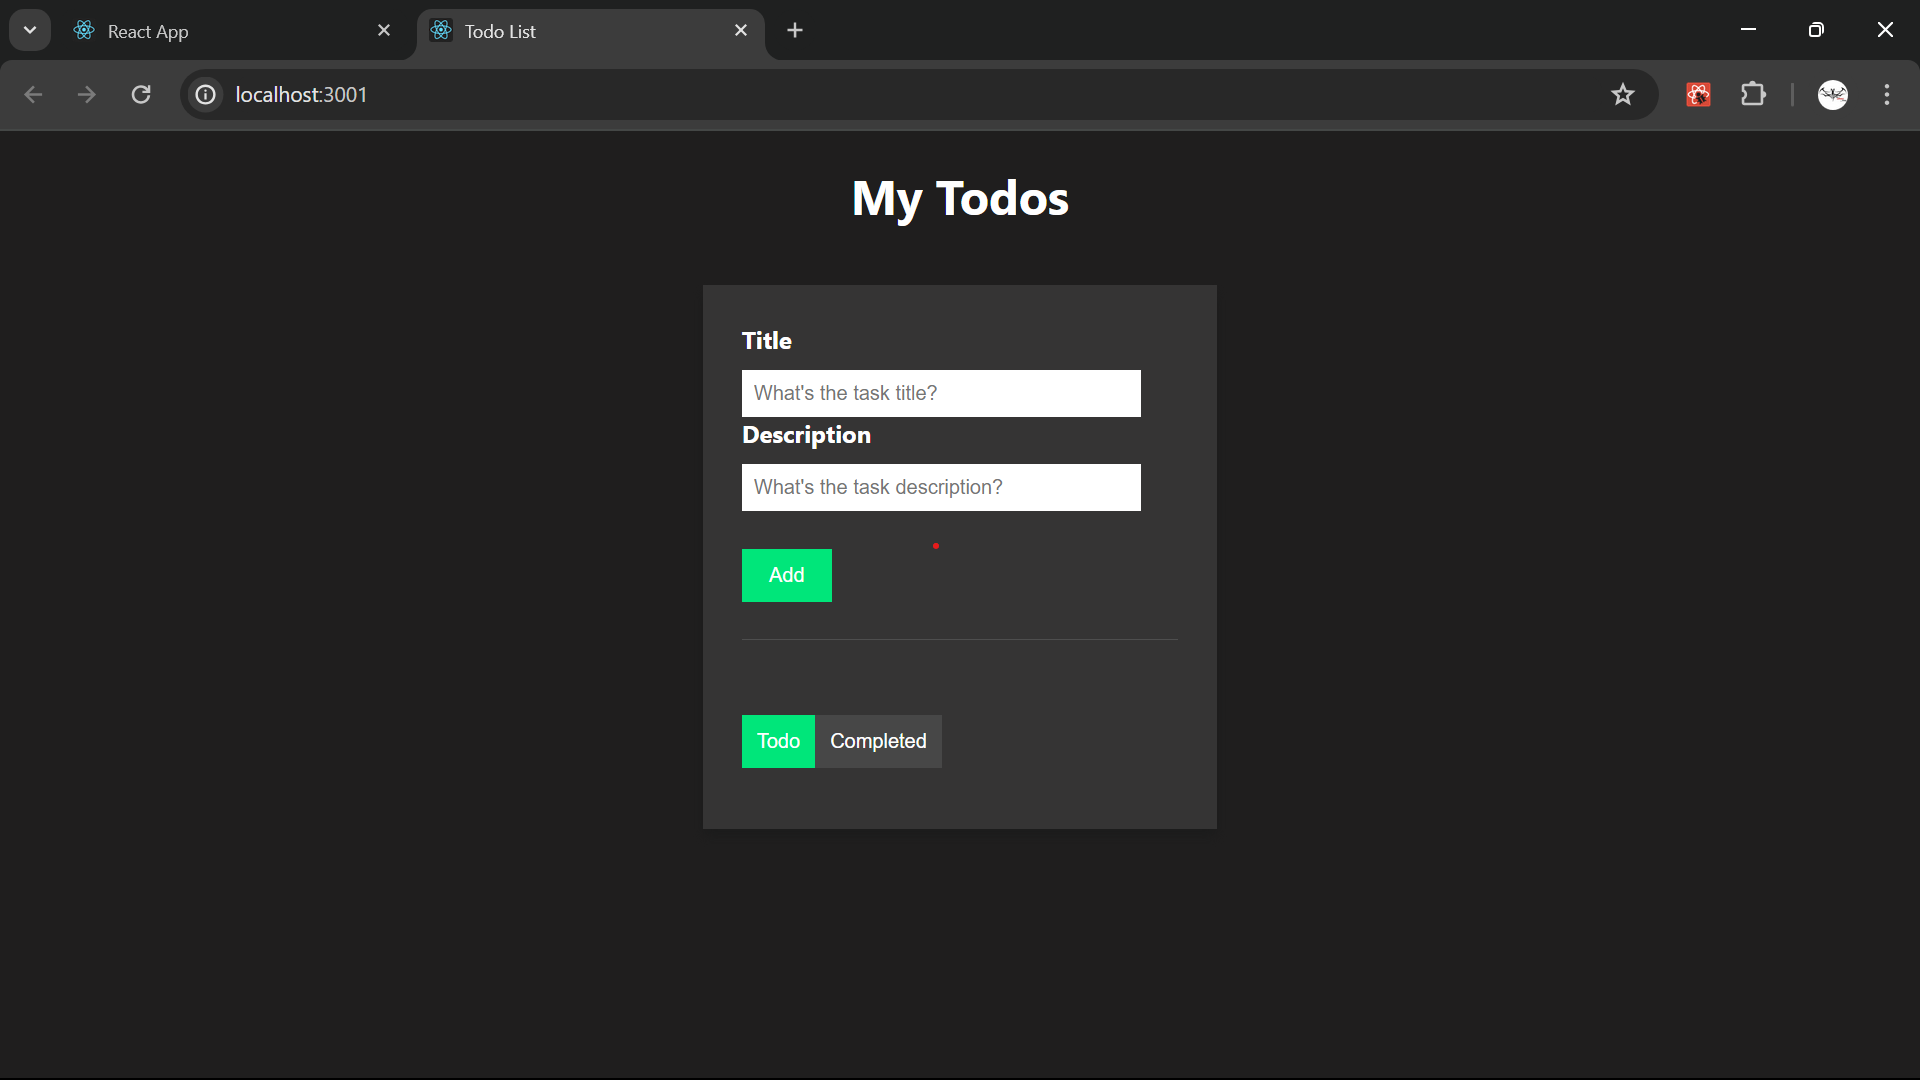 React App
Todo List
localhost:3001
My Todos
Title
What's the task title?
Description
What's the task description?
Add
Todo Completed